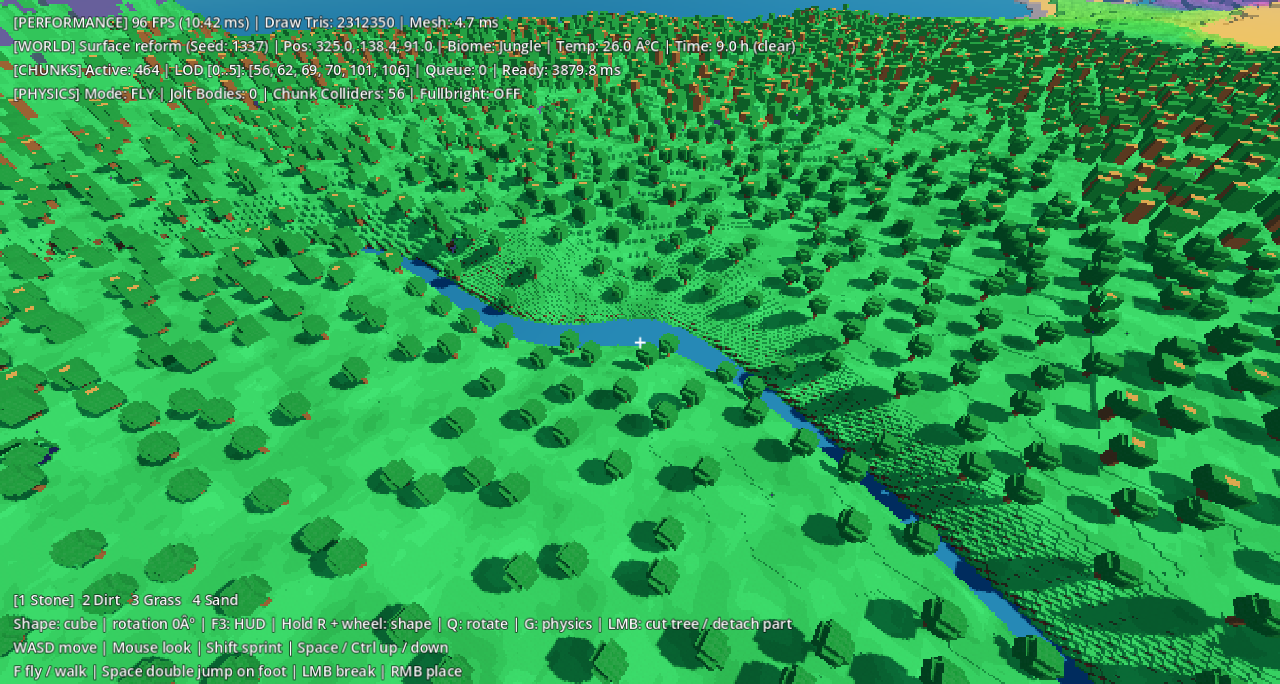 [PERFORMANCE] 96 FPS (10.42 ms) | Draw Tris: 2312350 | Mesh: 4.7 ms
[WORLD] Surface reform (Seed: 1337) | Pos: 325.0, 138.4, 91.0 | Biome: Jungle | Temp: 26.0 Â°C | Time: 9.0 h (clear)
[CHUNKS] Active: 464 | LOD [0..5]: [56, 62, 69, 70, 101, 106] | Queue: 0 | Ready: 3879.8 ms
[PHYSICS] Mode: FLY | Jolt Bodies: 0 | Chunk Colliders: 56 | Fullbright: OFF
[1 Stone]  2 Dirt   3 Grass   4 Sand
Shape: cube | rotation 0Â° | F3: HUD | Hold R + wheel: shape | Q: rotate | G: physics | LMB: cut tree / detach part
WASD move | Mouse look | Shift sprint | Space / Ctrl up / down
F fly / walk | Space double jump on foot | LMB break | RMB place